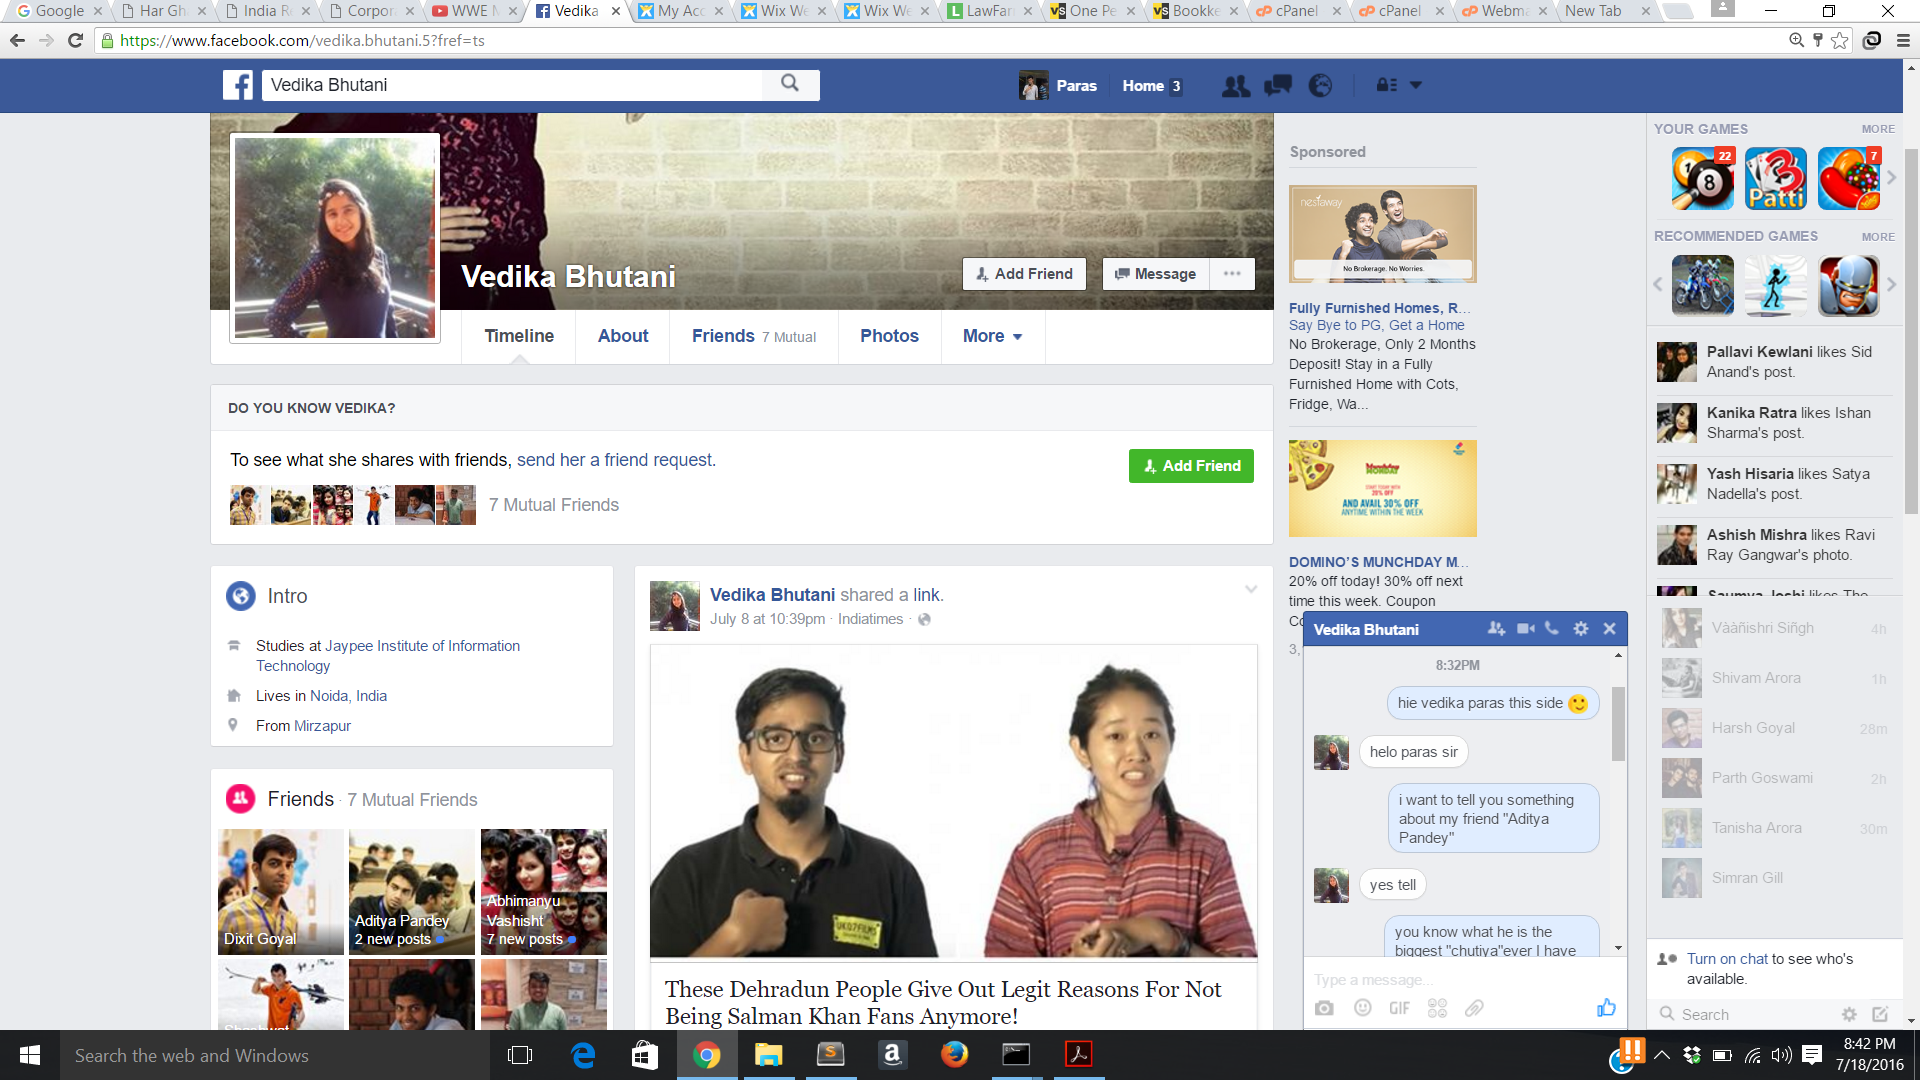 Google
Har Gh
India R
Corpor
WWE N
Vedika
My Acc
Wix We
Wix We
LawFar
One Pe
Bookke
cPanel
cPanel
Webma
New Tab
https://www.facebook.com/vedika.bhutani.5?fref=ts
Vedika Bhutani
Paras
Home 3
Vedika Bhutani
Add Friend
Message
Timeline
About
Friends 7 Mutual
Photos
More
DO YOU KNOW VEDIKA?
To see what she shares with friends, send her a friend request.
Add Friend
7 Mutual Friends
Intro
Studies at Jaypee Institute of Information
Technology
Lives in Noida, India
From Mirzapur
Friends · 7 Mutual Friends
Dixit Goyal
Aditya Pandey
2 new posts
Abhimanyu
Vashisht
7 new posts
Vedika Bhutani shared a link.
July 8 at 10:39pm · Indiatimes ·
These Dehradun People Give Out Legit Reasons For Not
Being Salman Khan Fans Anymore!
Sponsored
nestaway
No Brokerage. No Worries.
Fully Furnished Homes, R...
Say Bye to PG, Get a Home
No Brokerage, Only 2 Months
Deposit! Stay in a Fully
Furnished Home with Cots,
Fridge, Wa...
Munchday
MONDAY
AND AVAIL 30% OFF
ANYTIME WITHIN THE WEEK
DOMINO'S MUNCHDAY M...
20% off today! 30% off next
time this week. Coupon
Co
3,
Vedika Bhutani
8:32PM
hie vedika paras this side
helo paras sir
i want to tell you something
about my friend "Aditya
Pandey"
yes tell
you know what he is the
biggest "chutiya"ever I have
Type a message...
GIF
YOUR GAMES
MORE
22
8
3
Patti
7
RECOMMENDED GAMES
MORE
Pallavi Kewlani likes Sid
Anand's post.
Kanika Ratra likes Ishan
Sharma's post.
Yash Hisaria likes Satya
Nadella's post.
Ashish Mishra likes Ravi
Ray Gangwar's photo.
Saumya Joshi likes The
Vààñishri Siñgh 4h
Shivam Arora 1h
Harsh Goyal 28m
Parth Goswami 2h
Tanisha Arora 30m
Simran Gill
Turn on chat to see who's
available.
Search
Search the web and Windows
8:42 PM
7/18/2016